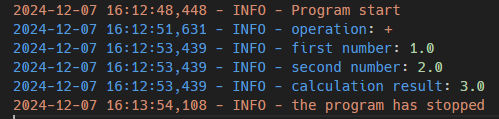 2024-12-07 16:12:48,448 - INFO - Program start
2024-12-07 16:12:51,631 - INFO - operation: +
2024-12-07 16:12:53,439 - INFO - first number: 1.0
2024-12-07 16:12:53,439 - INFO - second number: 2.0
2024-12-07 16:12:53,439 - INFO - calculation result: 3.0
2024-12-07 16:13:54,108 - INFO - the program has stopped